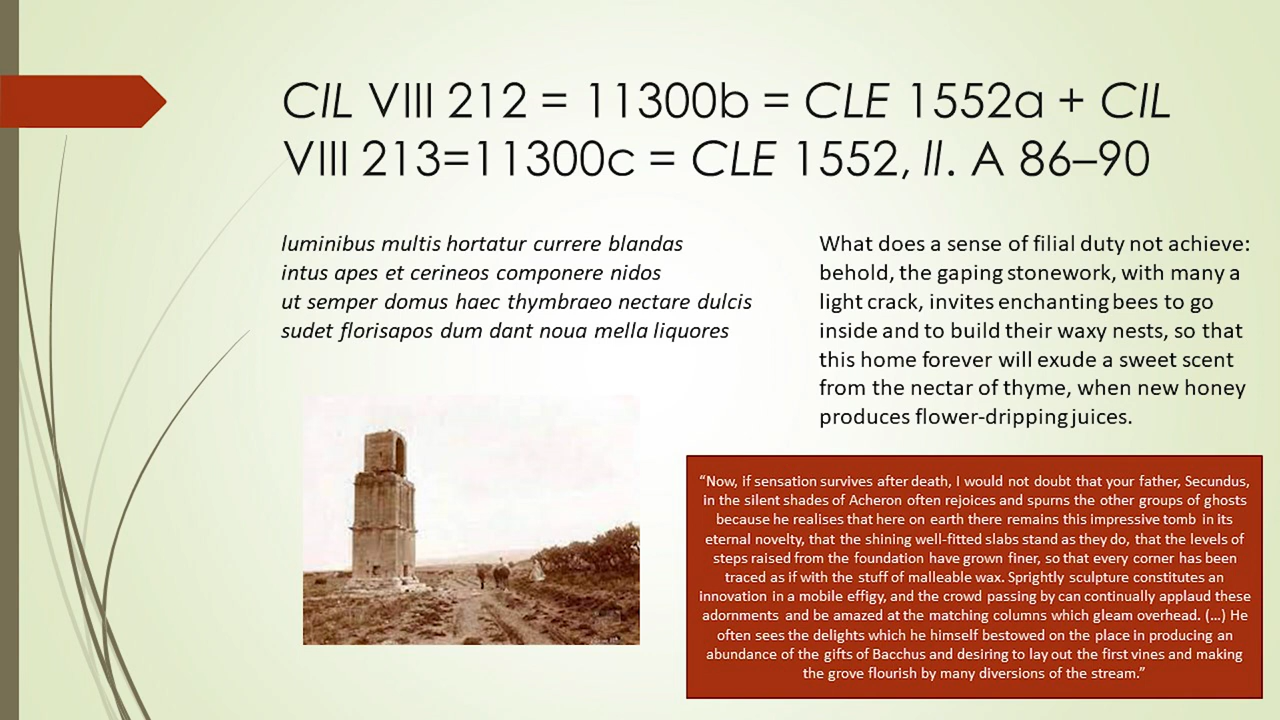 CIL VIII 212 = 11300b = CLE 1552a + CIL
VIII 213=11300c = CLE 1552, ll. A 86–90
luminibus multis hortatur currere blandas
intus apes et cerineos componere nidos
ut semper domus haec thymbraeo nectare dulcis
sudet florisapos dum dant noua mella liquores
What does a sense of filial duty not achieve:
behold, the gaping stonework, with many a
light crack, invites enchanting bees to go
inside and to build their waxy nests, so that
this home forever will exude a sweet scent
from the nectar of thyme, when new honey
produces flower-dripping juices.
“Now, if sensation survives after death, I would not doubt that your father, Secundus,
in the silent shades of Acheron often rejoices and spurns the other groups of ghosts
because he realises that here on earth there remains this impressive tomb in its
eternal novelty, that the shining well-fitted slabs stand as they do, that the levels of
steps raised from the foundation have grown finer, so that every corner has been
traced as if with the stuff of malleable wax. Sprightly sculpture constitutes an
innovation in a mobile effigy, and the crowd passing by can continually applaud these
adornments and be amazed at the matching columns which gleam overhead. (…) He
often sees the delights which he himself bestowed on the place in producing an
abundance of the gifts of Bacchus and desiring to lay out the first vines and making
the grove flourish by many diversions of the stream.”